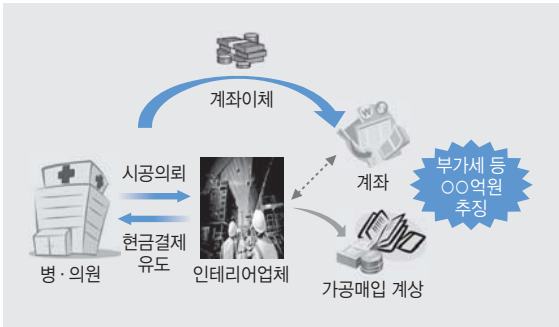 계좌이체
시공의뢰
현금결제
유도
병·의원
인테리어업체
W
계좌
가공매입 계상
부가세 등
○○억원
추징